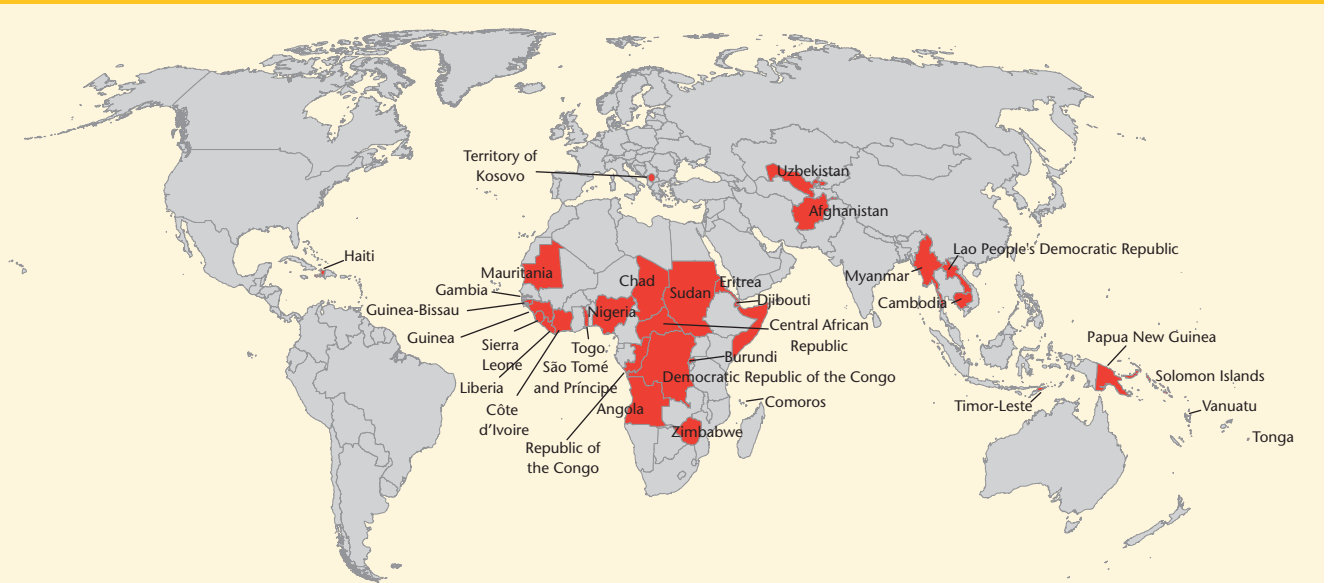 Territory of
Kosovo
Uzbekistan
Afghanistan
Haiti
Lao People's Democratic Republic
Mauritania
Chad
Eritrea
Myanmar
Gambia
Sudan
Djibouti
Cambodia
Guinea-Bissau
Nigeria
Central African
Republic
Guinea
Sierra
Leone
Togo
São Tomé
and Príncipe
Burundi
Papua New Guinea
Democratic Republic of the Congo
Solomon Islands
Liberia
Côte
d'Ivoire
Angola
Comoros
Timor-Leste
Vanuatu
Zimbabwe
Tonga
Republic of
the Congo